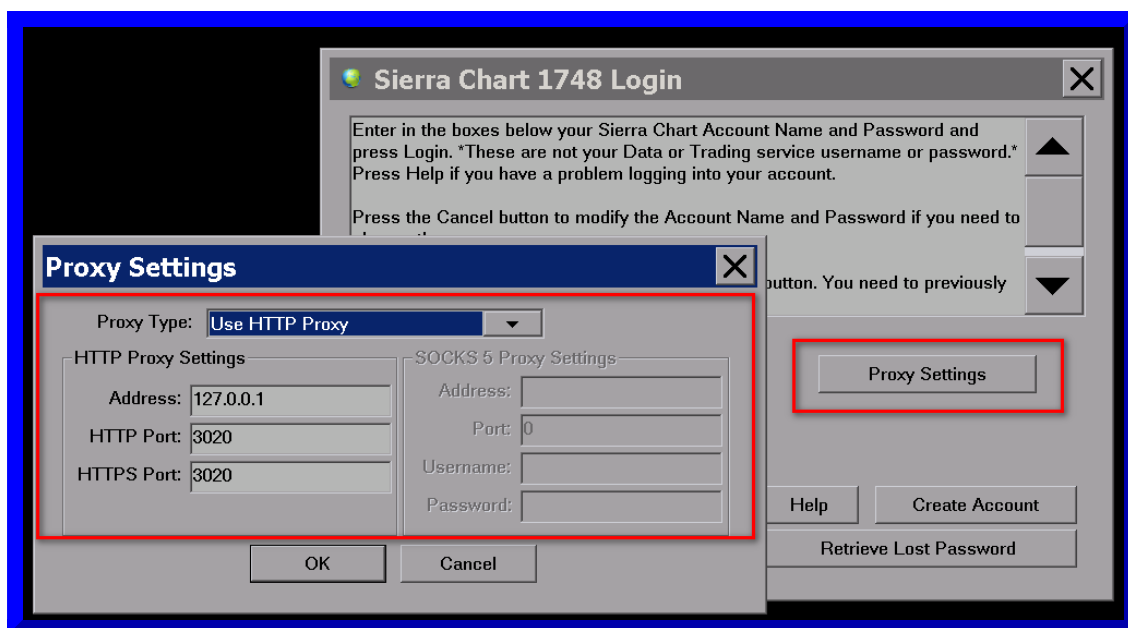 Sierra Chart 1748 Login
Enter in the boxes below your Sierra Chart Account Name and Password and
press Login. *These are not your Data or Trading service username or password.*
Press Help if you have a problem logging into your account.
Press the Cancel button to modify the Account Name and Password if you need to
button. You need to previously
Proxy Settings
Help
Create Account
Retrieve Lost Password
Proxy Settings
Proxy Type: Use HTTP Proxy
HTTP Proxy Settings
Address: 127.0.0.1
HTTP Port: 3020
HTTPS Port: 3020
SOCKS 5 Proxy Settings
Address:
Port: 0
Username:
Password:
OK
Cancel